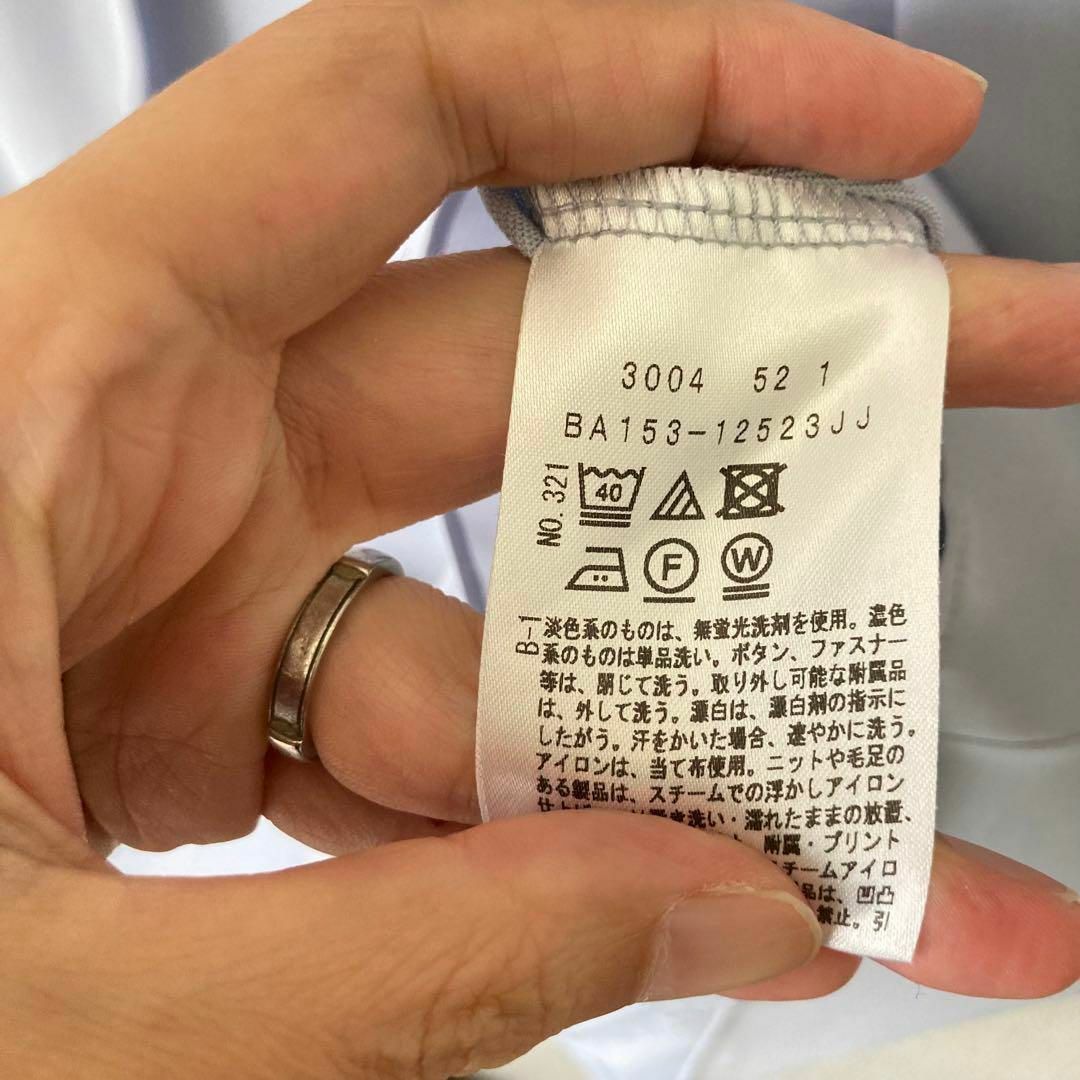 3004 52 1
BA153-12523JJ
NO. 321
40
F
W
B-1
淡色系のものは、無蛍光洗剤を使用。濃色
系のものは単品洗い。ボタン、ファスナー
等は、閉じて洗う。取り外し可能な附属品
は、外して洗う。漂白は、漂白剤の指示に
したがう。汗をかいた場合、速やかに洗う。
アイロンは、当て布使用。ニットや毛足の
ある製品は、スチームでの浮かしアイロン
洗い・濡れたままの放置、
附属・プリント
チームアイロ
品は、凹凸
禁止。引